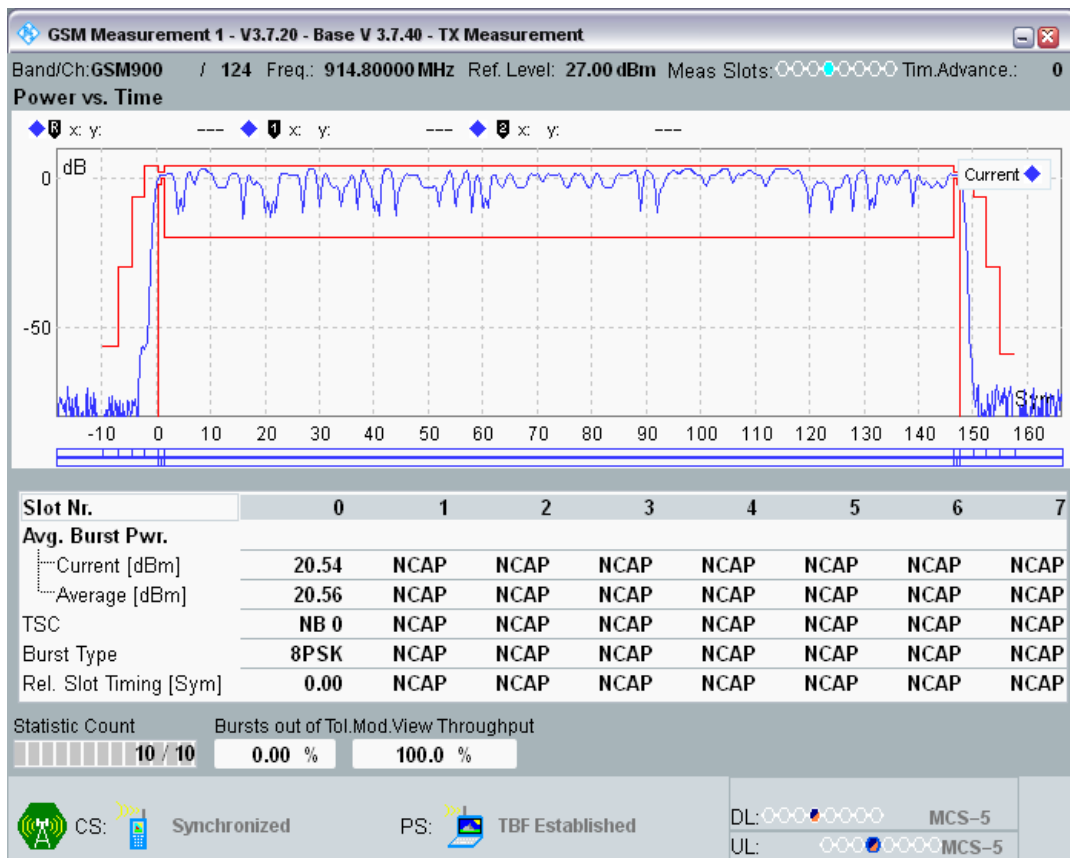 GSM Measurement 1 - V3.7.20 - Base V 3.7.40 - TX Measurement
Band/Ch:GSM900 / 124 Freq.: 914.80000 MHz Ref. Level: 27.00 dBm Meas Slots: Tim.Advance.: 0
Power vs. Time
R x: y: --- 1 x: y: --- 2 x: y: ---
dB
Current
0
-50
Sym
-10 0 10 20 30 40 50 60 70 80 90 100 110 120 130 140 150 160
Slot Nr. 0 1 2 3 4 5 6 7
Avg. Burst Pwr.
Current [dBm] 20.54 NCAP NCAP NCAP NCAP NCAP NCAP NCAP
Average [dBm] 20.56 NCAP NCAP NCAP NCAP NCAP NCAP NCAP
TSC NB 0 NCAP NCAP NCAP NCAP NCAP NCAP NCAP
Burst Type 8PSK NCAP NCAP NCAP NCAP NCAP NCAP NCAP
Rel. Slot Timing [Sym] 0.00 NCAP NCAP NCAP NCAP NCAP NCAP NCAP
Statistic Count Bursts out of Tol.Mod.View Throughput
10 / 10 0.00 % 100.0 %
CS: Synchronized PS: TBF Established
DL: MCS-5
UL: MCS-5